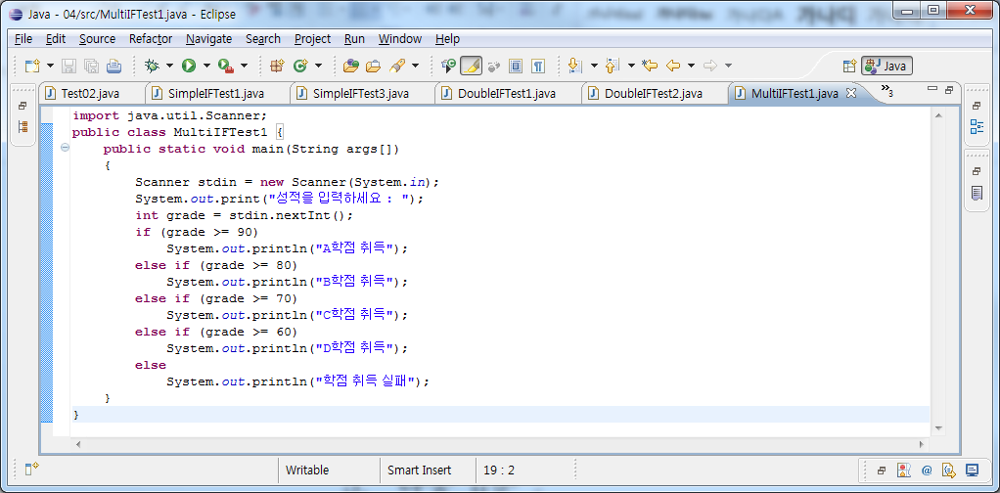 Java - 04/src/MultiIFTest1.java - Eclipse
File Edit Source Refactor Navigate Search Project Run Window Help
Java
Test02.java SimpleIFTest1.java SimpleIFTest3.java DoubleIFTest1.java DoubleIFTest2.java MultiIFTest1.java »3
import java.util.Scanner;
public class MultiIFTest1 {
public static void main(String args[])
{
Scanner stdin = new Scanner(System.in);
System.out.print("성적을 입력하세요 : ");
int grade = stdin.nextInt();
if (grade >= 90)
System.out.println("A학점 취득");
else if (grade >= 80)
System.out.println("B학점 취득");
else if (grade >= 70)
System.out.println("C학점 취득");
else if (grade >= 60)
System.out.println("D학점 취득");
else
System.out.println("학점 취득 실패");
}
}
Writable Smart Insert 19 : 2